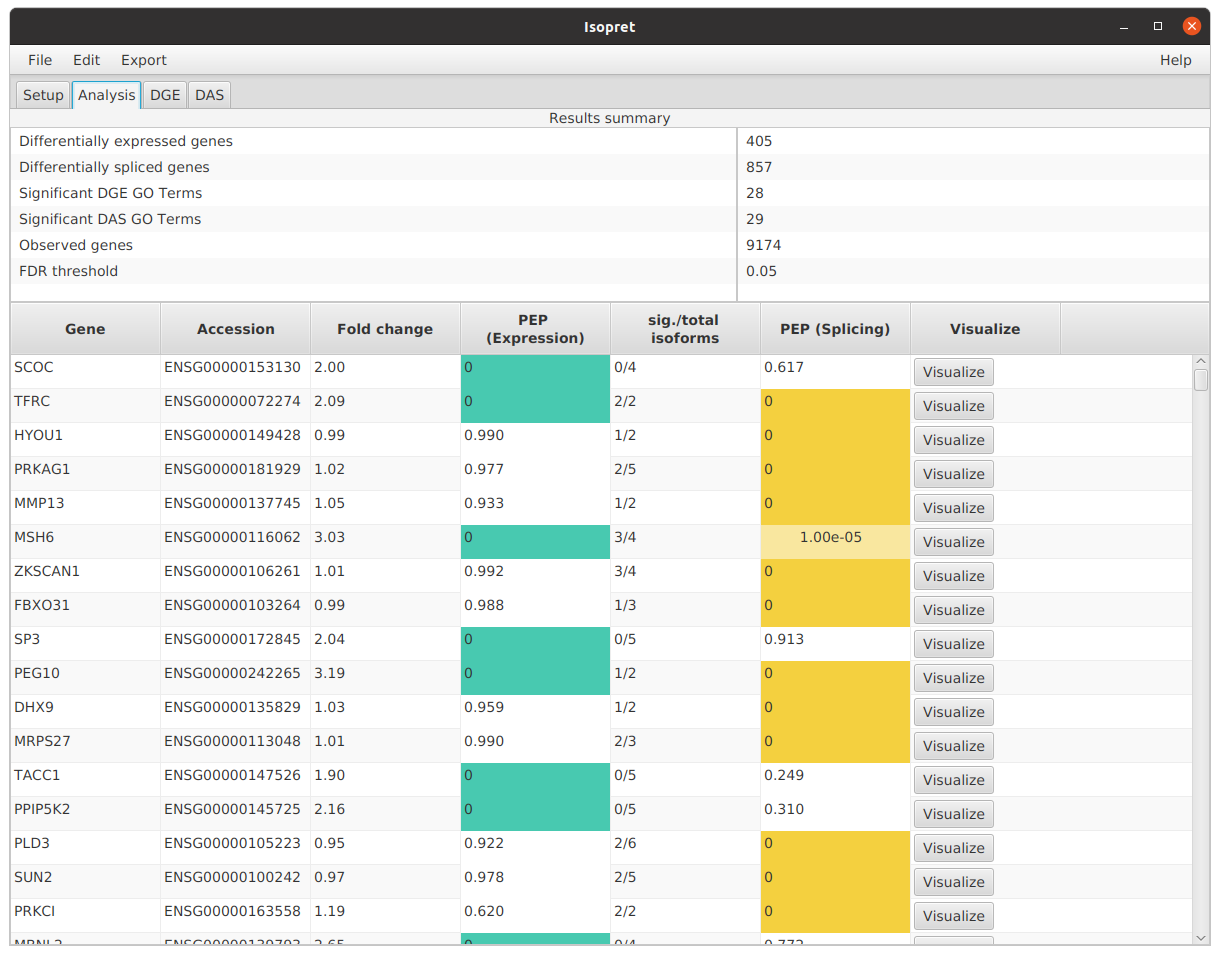 Isopret
File Edit Export Help
Setup Analysis DGE DAS
Results summary
Differentially expressed genes 405
Differentially spliced genes 857
Significant DGE GO Terms 28
Significant DAS GO Terms 29
Observed genes 9174
FDR threshold 0.05
Gene Accession Fold change PEP (Expression) sig./total isoforms PEP (Splicing) Visualize
SCOC ENSG00000153130 2.00 0 0/4 0.617 Visualize
TFRC ENSG00000072274 2.09 0 2/2 0 Visualize
HYOU1 ENSG00000149428 0.99 0.990 1/2 0 Visualize
PRKAG1 ENSG00000181929 1.02 0.977 2/5 0 Visualize
MMP13 ENSG00000137745 1.05 0.933 1/2 0 Visualize
MSH6 ENSG00000116062 3.03 0 3/4 1.00e-05 Visualize
ZKSCAN1 ENSG00000106261 1.01 0.992 3/4 0 Visualize
FBXO31 ENSG00000103264 0.99 0.988 1/3 0 Visualize
SP3 ENSG00000172845 2.04 0 0/5 0.913 Visualize
PEG10 ENSG00000242265 3.19 0 1/2 0 Visualize
DHX9 ENSG00000135829 1.03 0.959 1/2 0 Visualize
MRPS27 ENSG00000113048 1.01 0.990 2/3 0 Visualize
TACC1 ENSG00000147526 1.90 0 0/5 0.249 Visualize
PPIP5K2 ENSG00000145725 2.16 0 0/5 0.310 Visualize
PLD3 ENSG00000105223 0.95 0.922 2/6 0 Visualize
SUN2 ENSG00000100242 0.97 0.978 2/5 0 Visualize
PRKCI ENSG00000163558 1.19 0.620 2/2 0 Visualize